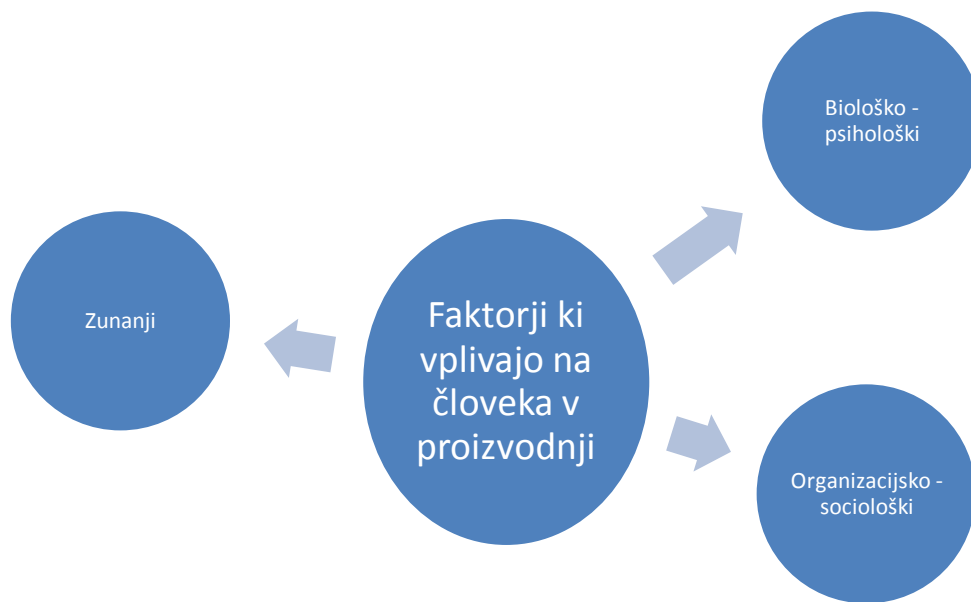 Biološko -
psihološki
Zunanji
Faktorji ki
vplivajo na
človeka v
proizvodnji
Organizacijsko -
sociološki